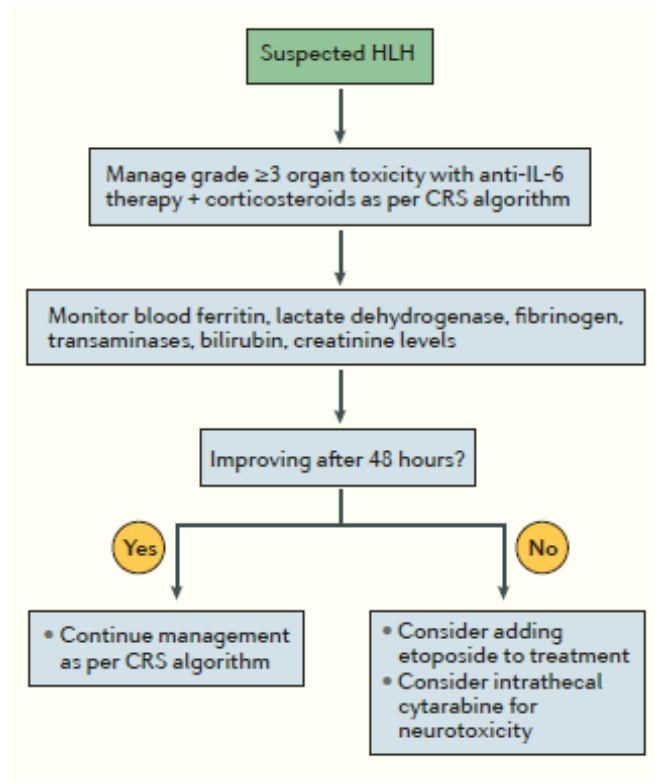 Suspected HLH
Manage grade ≥3 organ toxicity with anti-IL-6
therapy + corticosteroids as per CRS algorithm
Monitor blood ferritin, lactate dehydrogenase, fibrinogen,
transaminases, bilirubin, creatinine levels
Improving after 48 hours?
Yes
No
• Continue management
as per CRS algorithm
• Consider adding
etoposide to treatment
• Consider intrathecal
cytarabine for
neurotoxicity